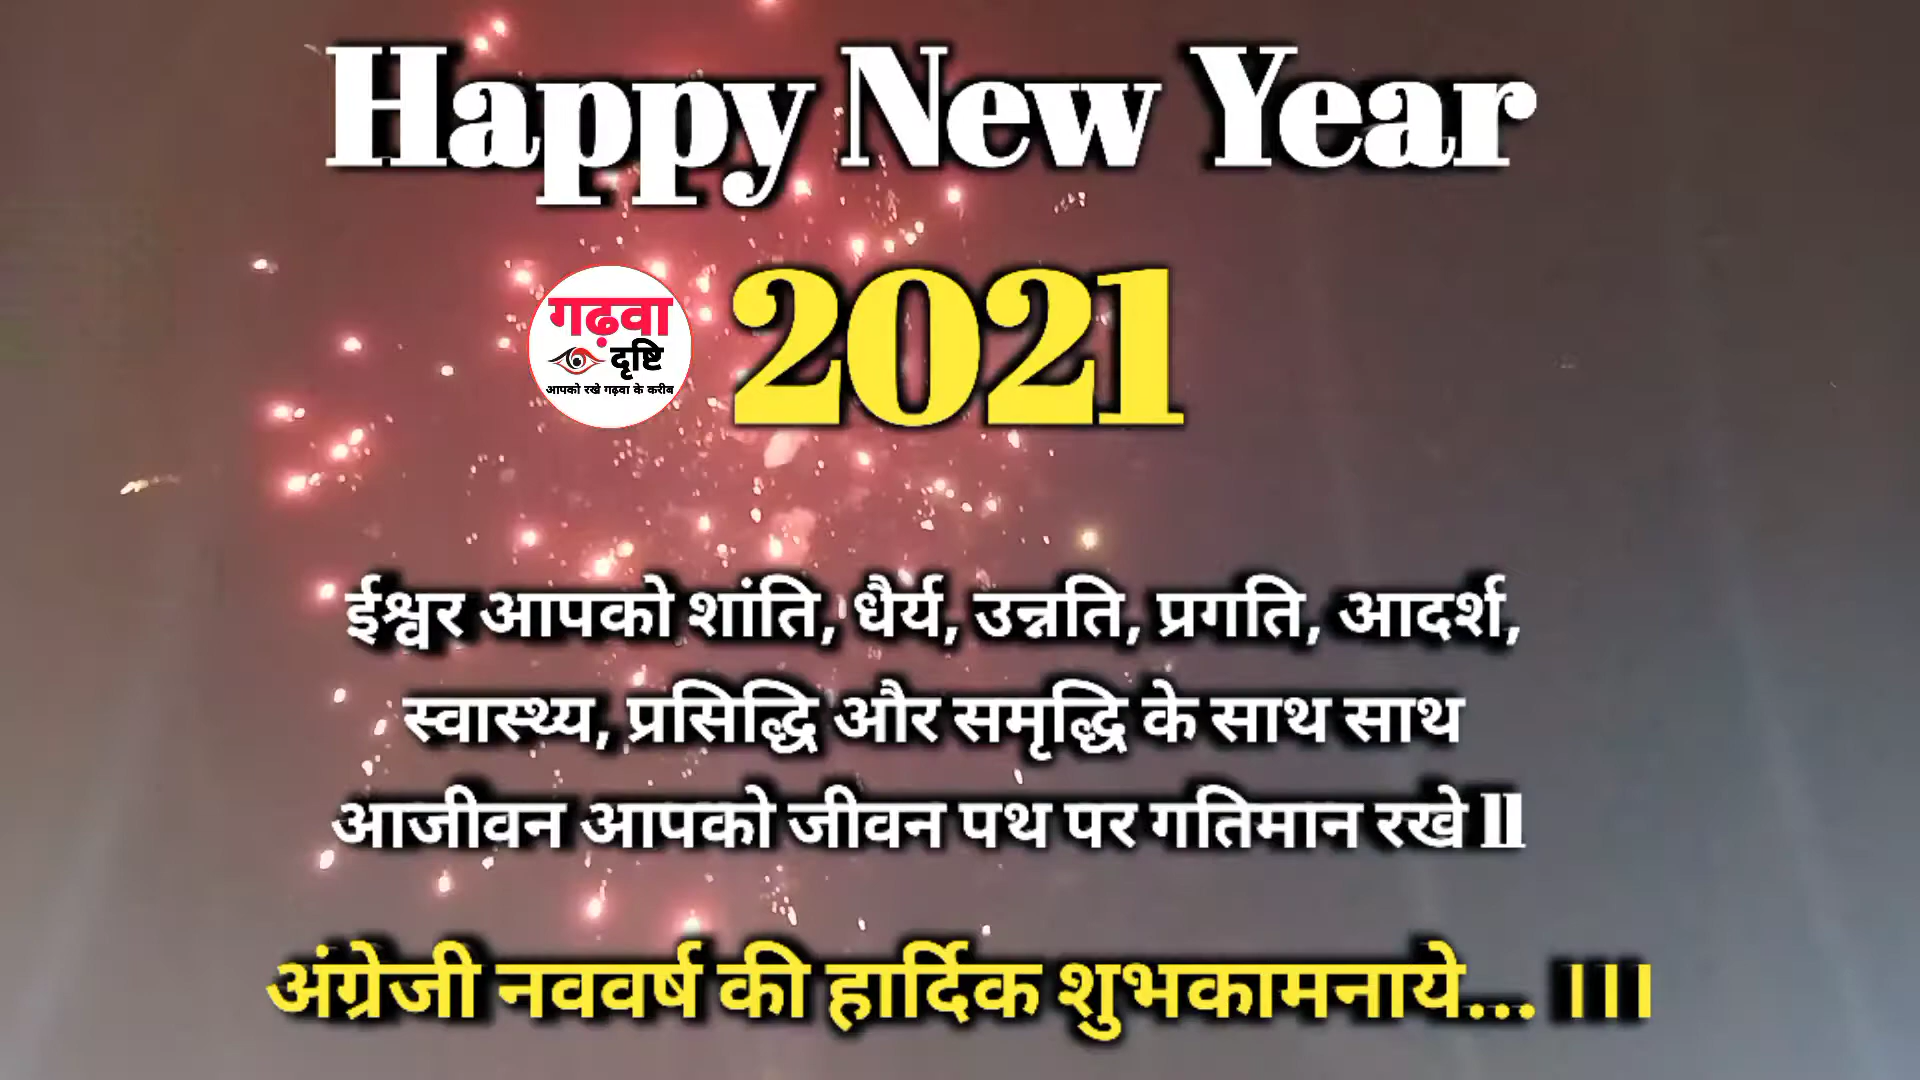 Happy New Year
गढ़वा
दृष्टि
आपको रखे गढ़वा के करीब
2021
ईश्वर आपको शांति, धैर्य, उन्नति, प्रगति, आदर्श,
स्वास्थ्य, प्रसिद्धि और समृद्धि के साथ साथ
आजीवन आपको जीवन पथ पर गतिमान रखे ll
अंग्रेजी नववर्ष की हार्दिक शुभकामनाये... ।।।